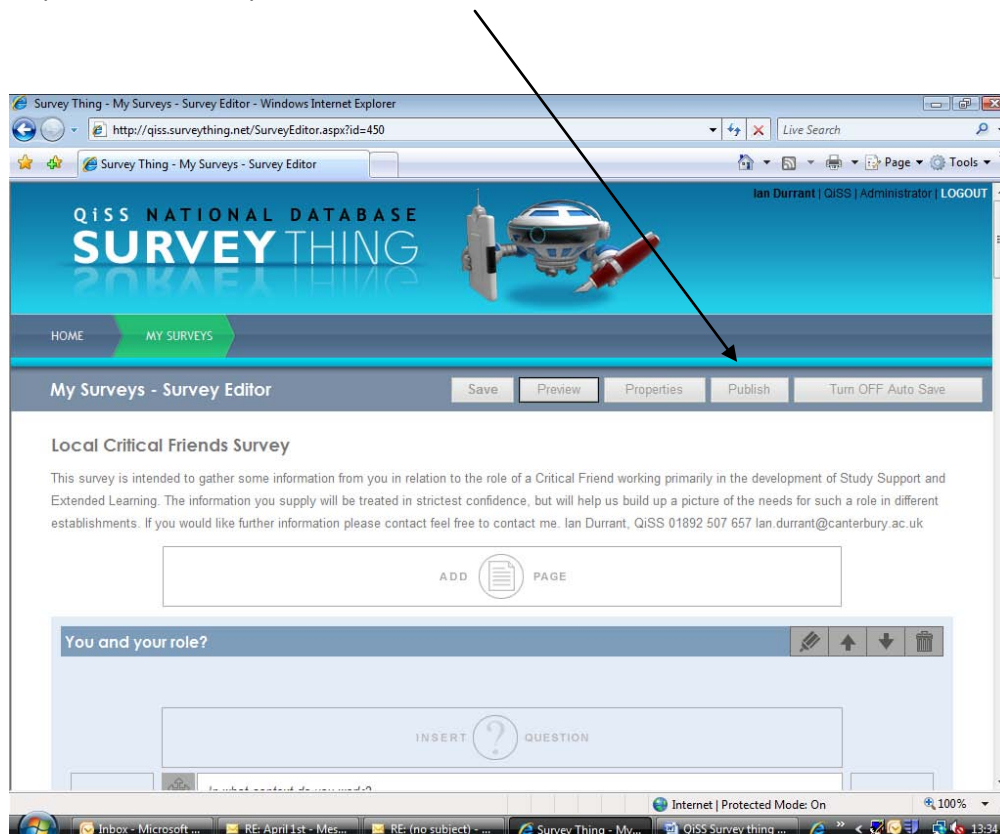 Survey Thing - My Surveys - Survey Editor - Windows Internet Explorer
http://qiss.surveything.net/SurveyEditor.aspx?id=450
Live Search
Survey Thing - My Surveys - Survey Editor
Page
Tools
Ian Durrant | QiSS | Administrator | LOGOUT
QiSS NATIONAL DATABASE
SURVEYTHING
HOME
MY SURVEYS
My Surveys - Survey Editor
Save
Preview
Properties
Publish
Turn OFF Auto Save
Local Critical Friends Survey
This survey is intended to gather some information from you in relation to the role of a Critical Friend working primarily in the development of Study Support and
Extended Learning. The information you supply will be treated in strictest confidence, but will help us build up a picture of the needs for such a role in different
establishments. If you would like further information please contact feel free to contact me. Ian Durrant, QiSS 01892 507 657 Ian.durrant@canterbury.ac.uk
ADD PAGE
You and your role?
INSERT ? QUESTION
In what context do you work?
Internet | Protected Mode: On
100%
Inbox - Microsoft ...
RE: April 1st - Mes...
RE: (no subject) - ...
Survey Thing - My...
QiSS Survey thing ...
13:34